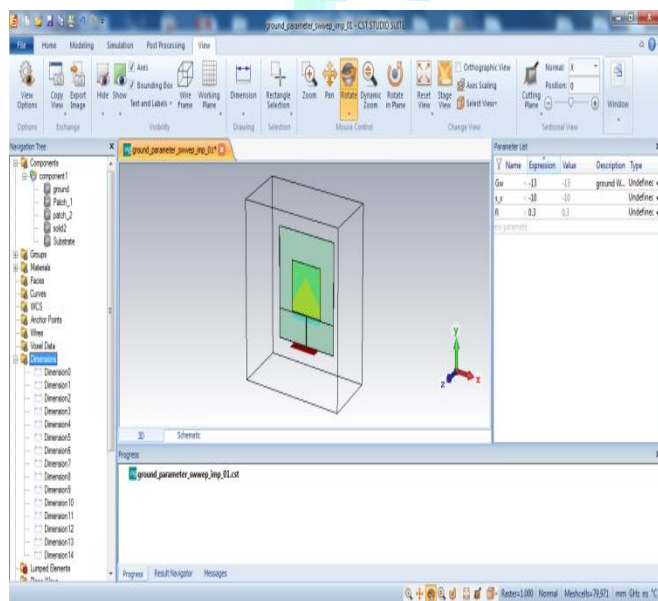 ground_parameter_swwep_imp_01 - CST STUDIO SUITE
File Home Modeling Simulation Post Processing View
View Options
Copy View
Export Image
Hide Show
Axes
Bounding Box
Text and Labels
Wire Frame
Working Plane
Dimension
Rectangle Selection
Zoom Pan Rotate Dynamic Zoom Rotate in Plane
Reset View
Stage View
Orthographic View
Axes Scaling
Select View
Cutting Plane
Normal: X
Position: 0
Window
Options Exchange Visibility Drawing Selection Mouse Control Change View Sectional View
Navigation Tree X
Components
component1
ground
Patch_1
patch_2
solid2
Substrate
Groups
Materials
Faces
Curves
WCS
Anchor Points
Wires
Voxel Data
Dimensions
Dimension0
Dimension1
Dimension2
Dimension3
Dimension4
Dimension5
Dimension6
Dimension7
Dimension8
Dimension9
Dimension10
Dimension11
Dimension12
Dimension13
Dimension14
Lumped Elements
ground_parameter_swwep_imp_01*
y
x
z
3D Schematic
Parameter List
Name Expression Value Description Type
Gw = -13 -13 ground W... Undefined
s_s = -10 -10 Undefined
fl = 0.3 0.3 Undefined
Progress
ground_parameter_swwep_imp_01.cst
Progress Result Navigator Messages
Raster=1.000 Normal Meshcells=79,971 mm GHz ns °C